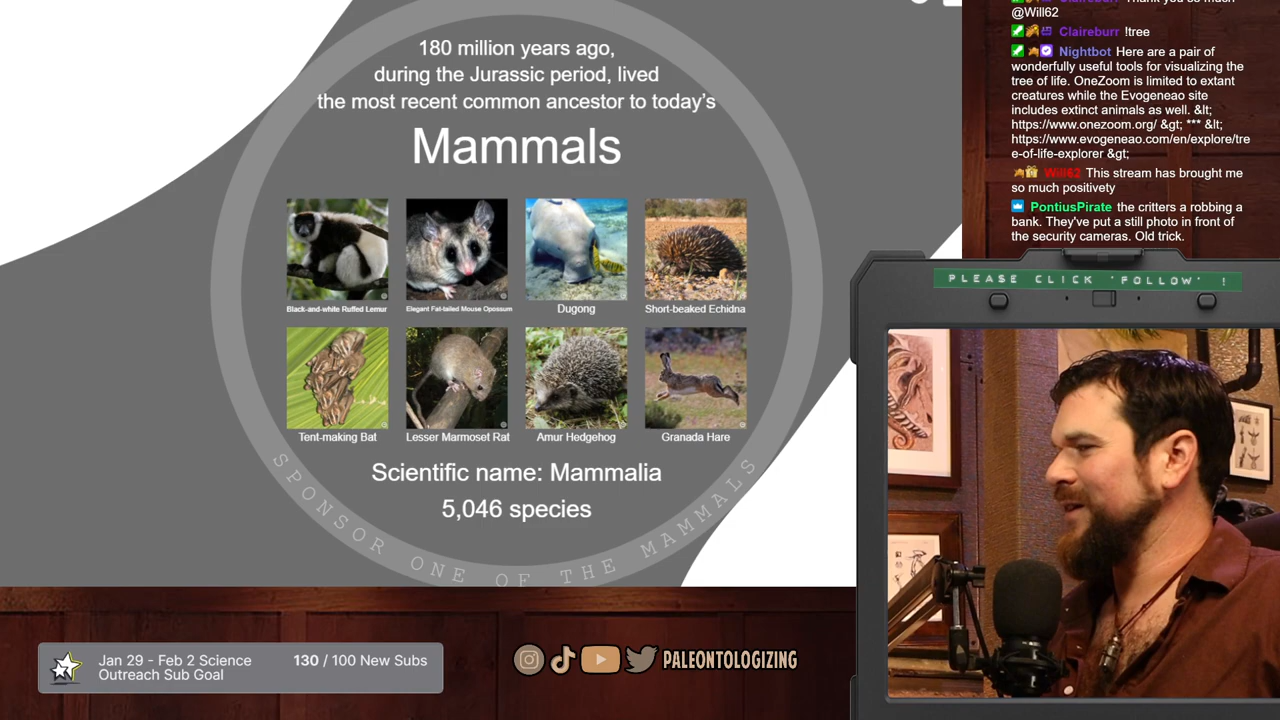 180 million years ago,
during the Jurassic period, lived
the most recent common ancestor to today's
Mammals
Black-and-white Ruffed Lemur
Elegant Fat-tailed Mouse Opossum
Dugong
Short-beaked Echidna
Tent-making Bat
Lesser Marmoset Rat
Amur Hedgehog
Granada Hare
Scientific name: Mammalia
5,046 species
SPONSOR ONE OF THE MAMMALS
@Will62
Claireburr !tree
Nightbot Here are a pair of
wonderfully useful tools for visualizing the
tree of life. OneZoom is limited to extant
creatures while the Evogeneao site
includes extinct animals as well. &lt;
https://www.onezoom.org/ &gt; *** &lt;
https://www.evogeneao.com/en/explore/tre
e-of-life-explorer &gt;
Will62 This stream has brought me
so much positively
PontiusPirate the critters a robbing a
bank. They've put a still photo in front of
the security cameras. Old trick.
PLEASE CLICK 'FOLLOW' !
Jan 29 - Feb 2 Science
Outreach Sub Goal
130 / 100 New Subs
PALEONTOLOGIZING